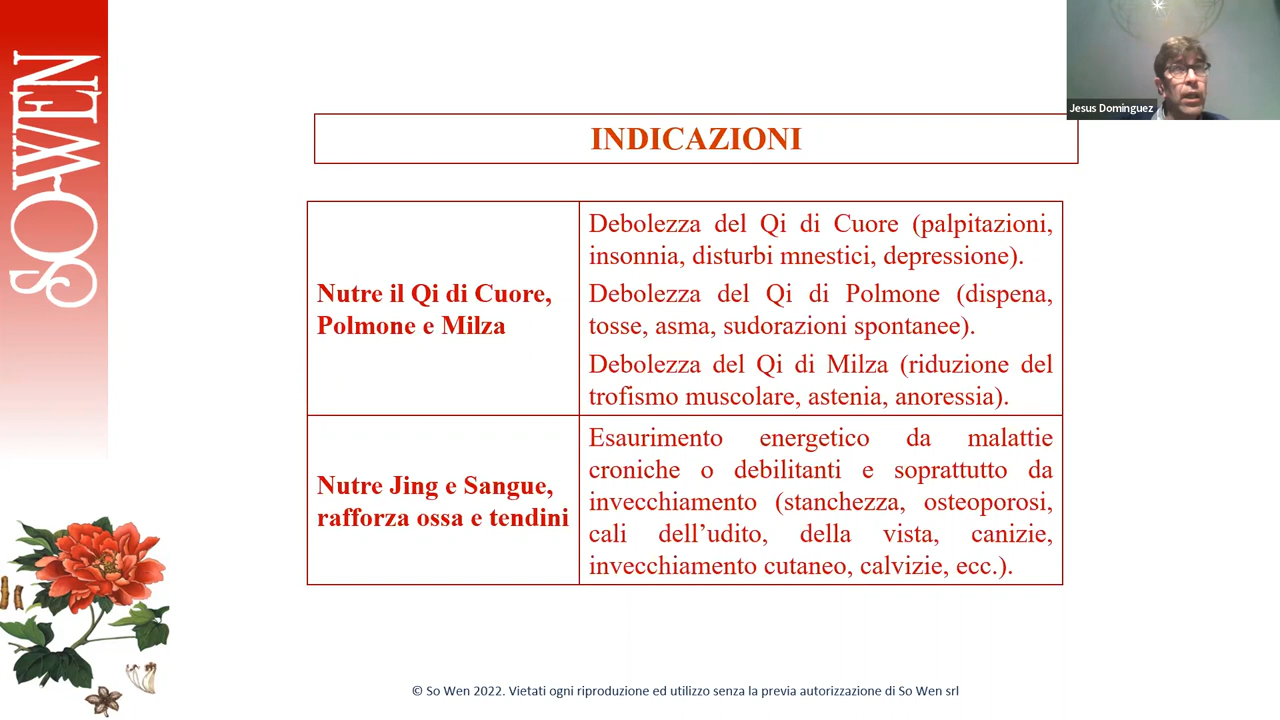 SOWEN
Jesus Dominguez
INDICAZIONI
Nutre il Qi di Cuore,
Polmone e Milza
Debolezza del Qi di Cuore (palpitazioni,
insonnia, disturbi mnestici, depressione).
Debolezza del Qi di Polmone (dispena,
tosse, asma, sudorazioni spontanee).
Debolezza del Qi di Milza (riduzione del
trofismo muscolare, astenia, anoressia).
Nutre Jing e Sangue,
rafforza ossa e tendini
Esaurimento energetico da malattie
croniche o debilitanti e soprattutto da
invecchiamento (stanchezza, osteoporosi,
cali dell’udito, della vista, canizie,
invecchiamento cutaneo, calvizie, ecc.).
© So Wen 2022. Vietati ogni riproduzione ed utilizzo senza la previa autorizzazione di So Wen srl